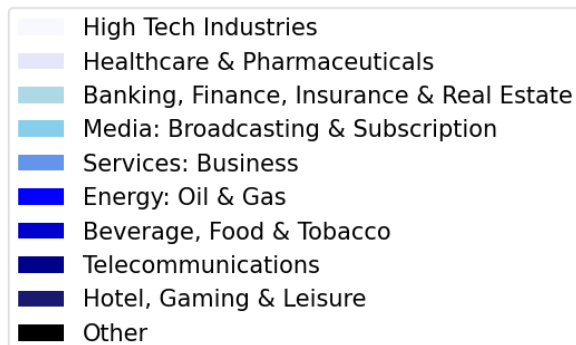 High Tech Industries
Healthcare & Pharmaceuticals
Banking, Finance, Insurance & Real Estate
Media: Broadcasting & Subscription
Services: Business
Energy: Oil & Gas
Beverage, Food & Tobacco
Telecommunications
Hotel, Gaming & Leisure
Other